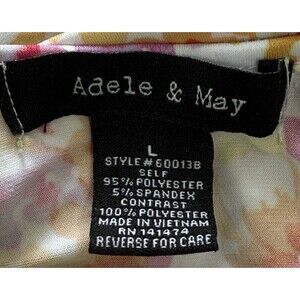 Adele & May
L
STYLE#60013B
SELF
95%POLYESTER
5%SPANDEX
CONTRAST
100%POLYESTER
MADE IN VIETNAM
RN 141474
REVERSE FOR CARE